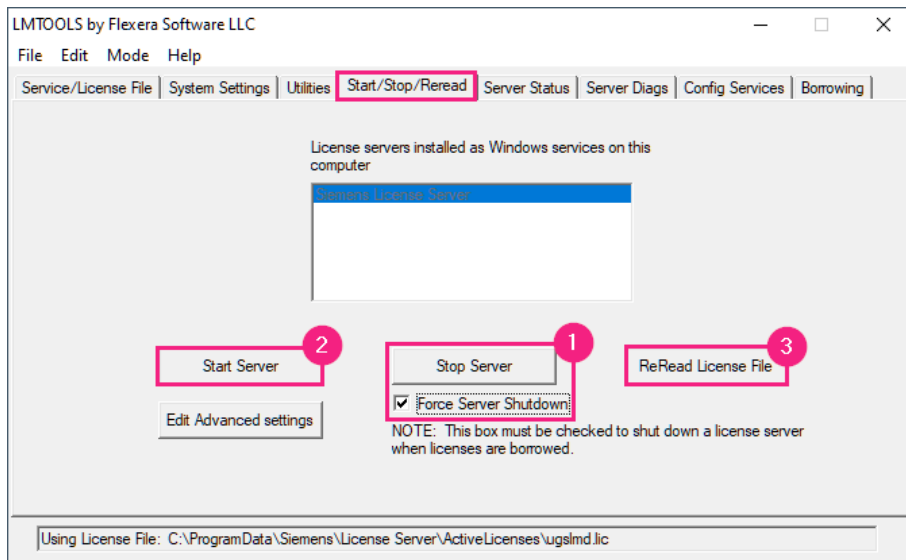 LMTOOLS by Flexera Software LLC
File Edit Mode Help
Service/License File System Settings Utilities Start/Stop/Reread Server Status Server Diags Config Services Borrowing
License servers installed as Windows services on this
computer
Siemens License Server
2
1
3
Start Server
Stop Server
ReRead License File
Force Server Shutdown
Edit Advanced settings
NOTE: This box must be checked to shut down a license server
when licenses are borrowed.
Using License File: C:\ProgramData\Siemens\License Server\ActiveLicenses\ugslmd.lic